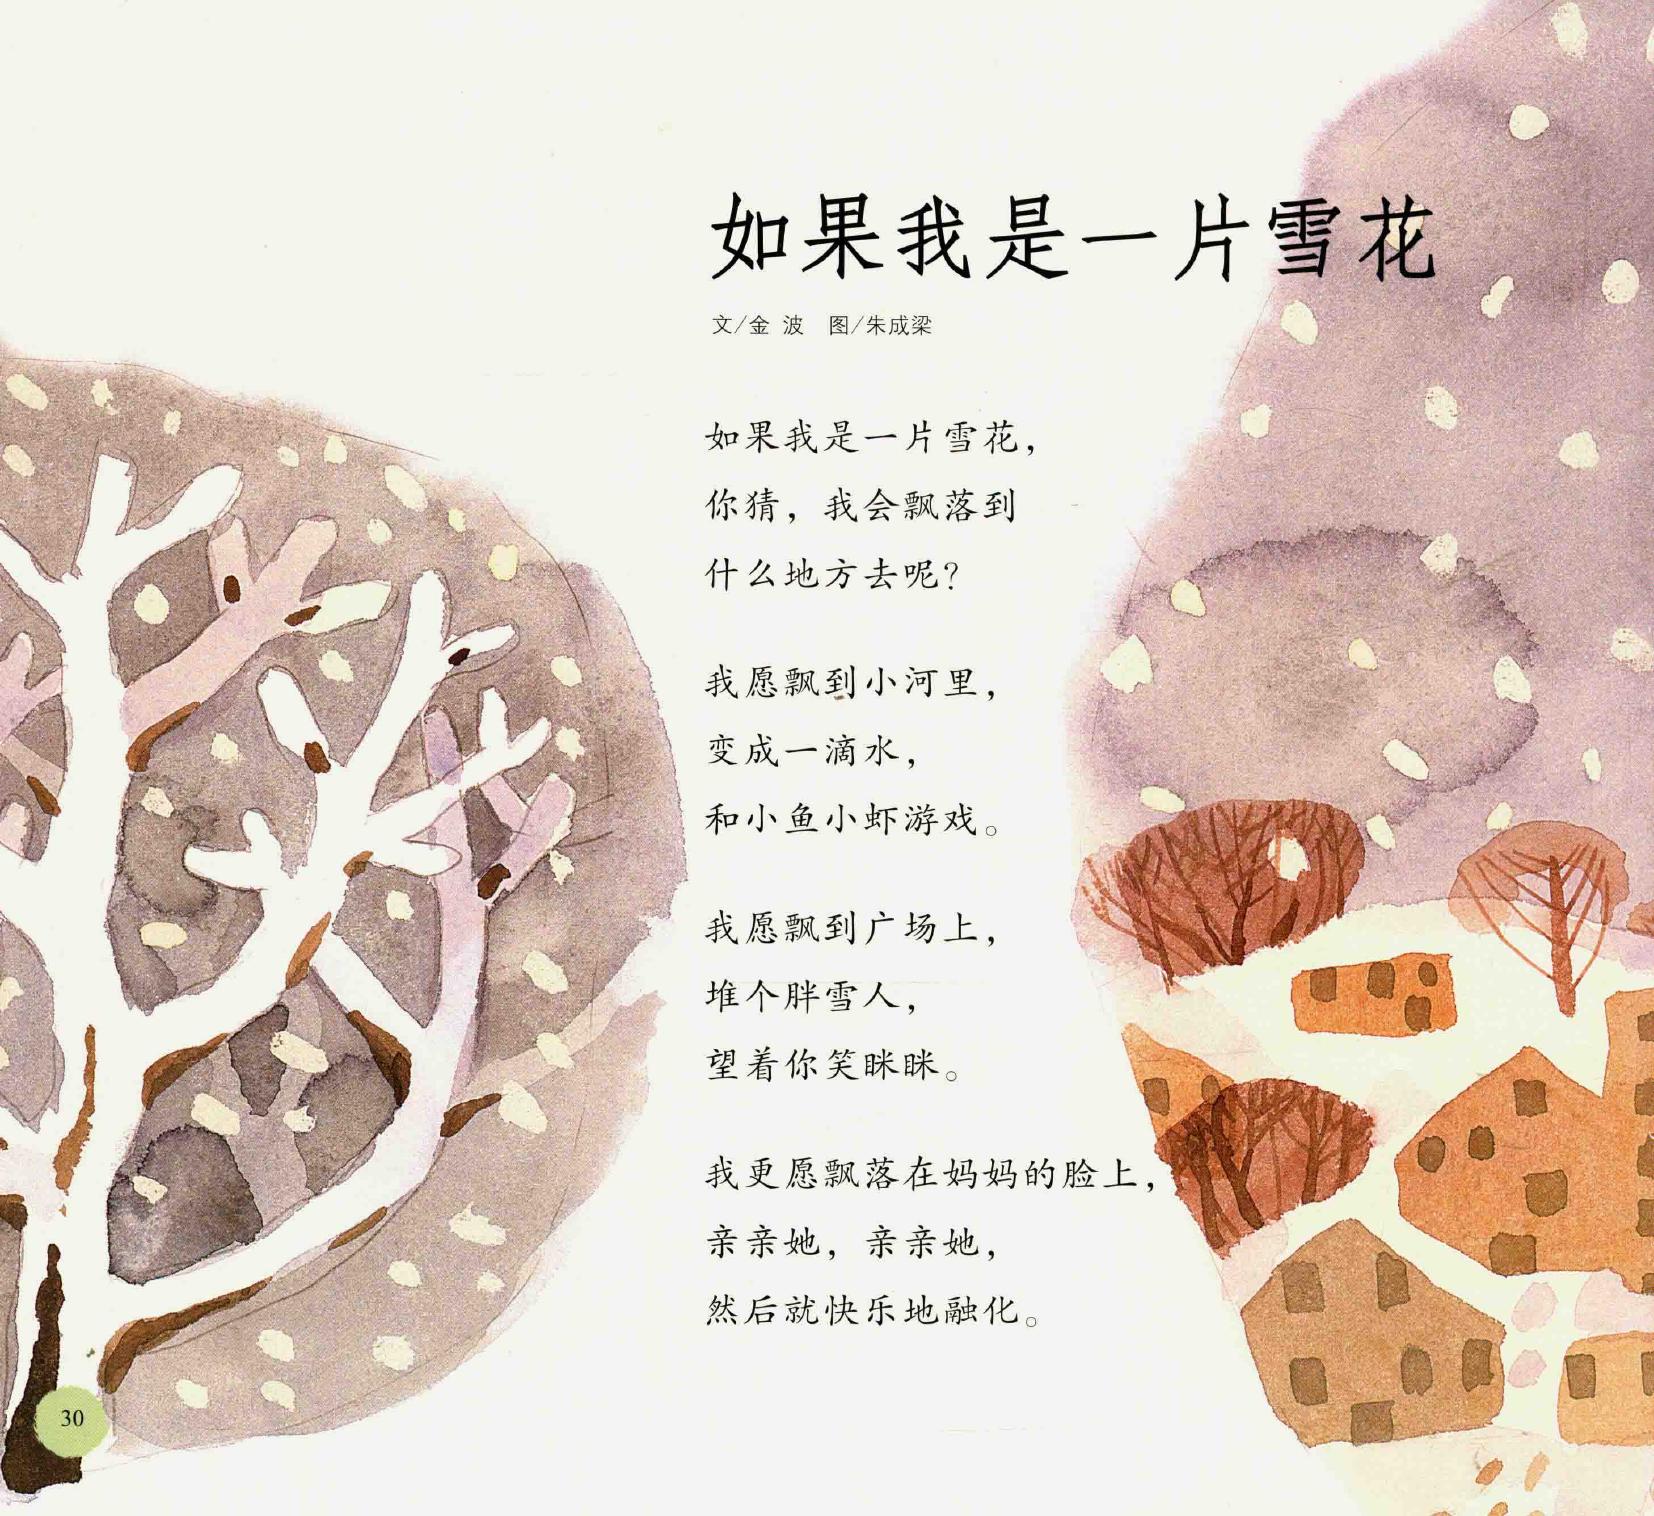 如果我是一片雪花
文/金 波 图/朱成梁
如果我是一片雪花，
你猜，我会飘落到
什么地方去呢？
我愿飘到小河里，
变成一滴水，
和小鱼小虾游戏。
我愿飘到广场上，
堆个胖雪人，
望着你笑眯眯。
我更愿飘落在妈妈的脸上，
亲亲她，亲亲她，
然后就快乐地融化。
30